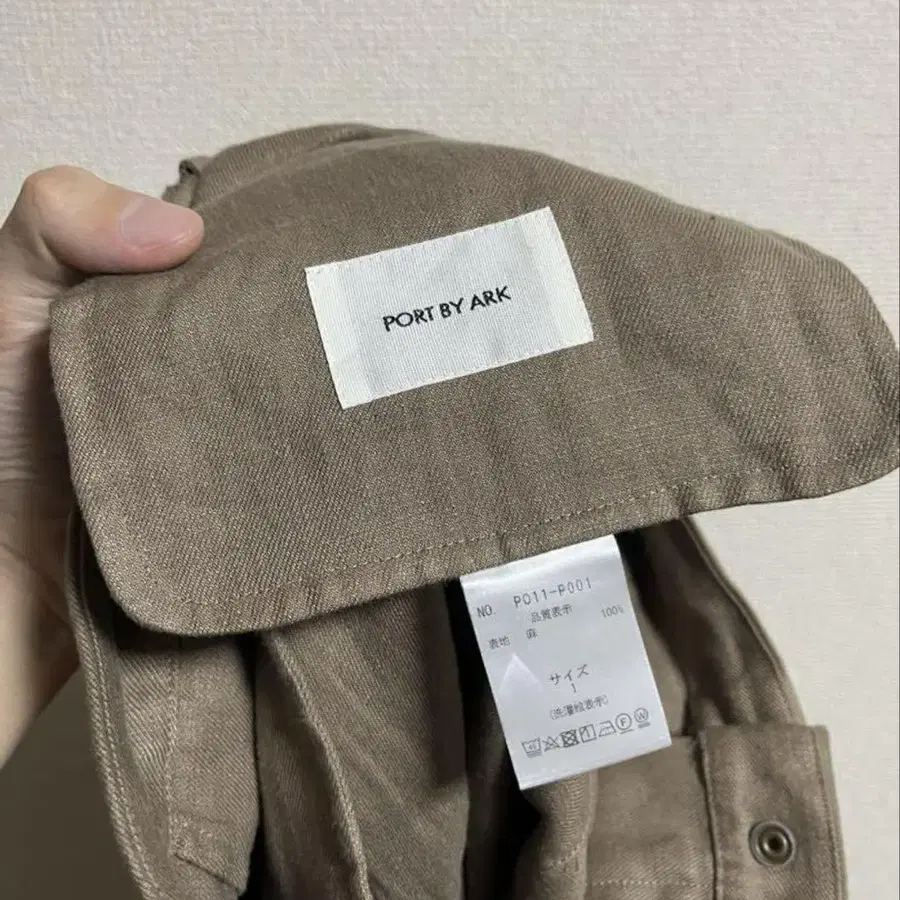 PORT BY ARK
NO. P011-P001
品質表示
表地 麻 100%
サイズ
1
(洗濯絵表示)
F W